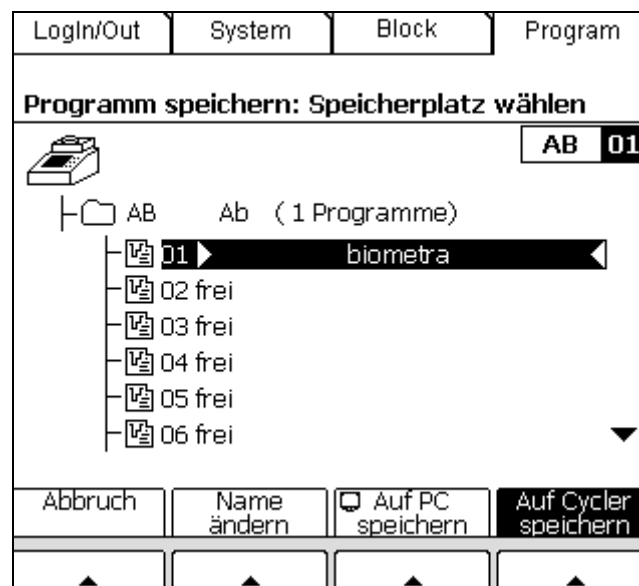 LogIn/Out System Block Program
Programm speichern: Speicherplatz wählen
AB 01
AB Ab ( 1 Programme)
01 biometra
02 frei
03 frei
04 frei
05 frei
06 frei
Abbruch Name ändern Auf PC speichern Auf Cycler speichern